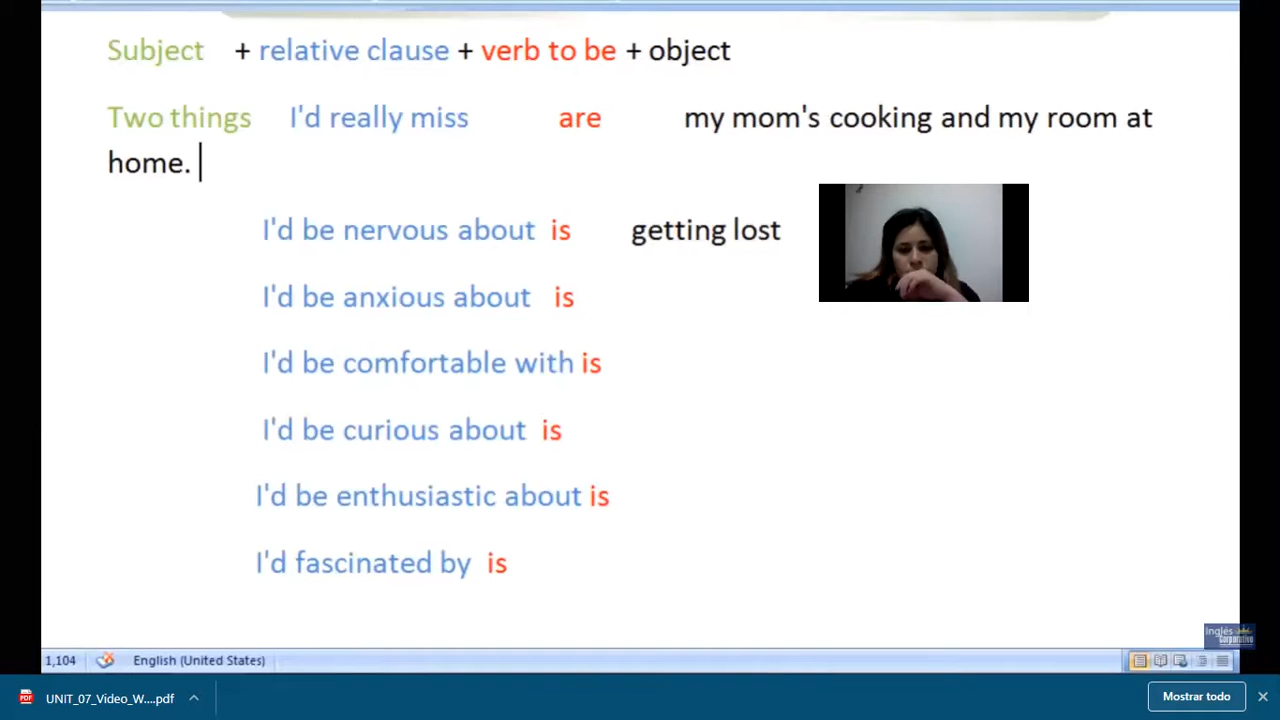 Subject + relative clause + verb to be + object
Two things I'd really miss are my mom's cooking and my room at
home.
I'd be nervous about is getting lost
I'd be anxious about is
I'd be comfortable with is
I'd be curious about is
I'd be enthusiastic about is
I'd fascinated by is
Inglés
Corporativo
1,104 English (United States)
UNIT_07_Video_W....pdf Mostrar todo